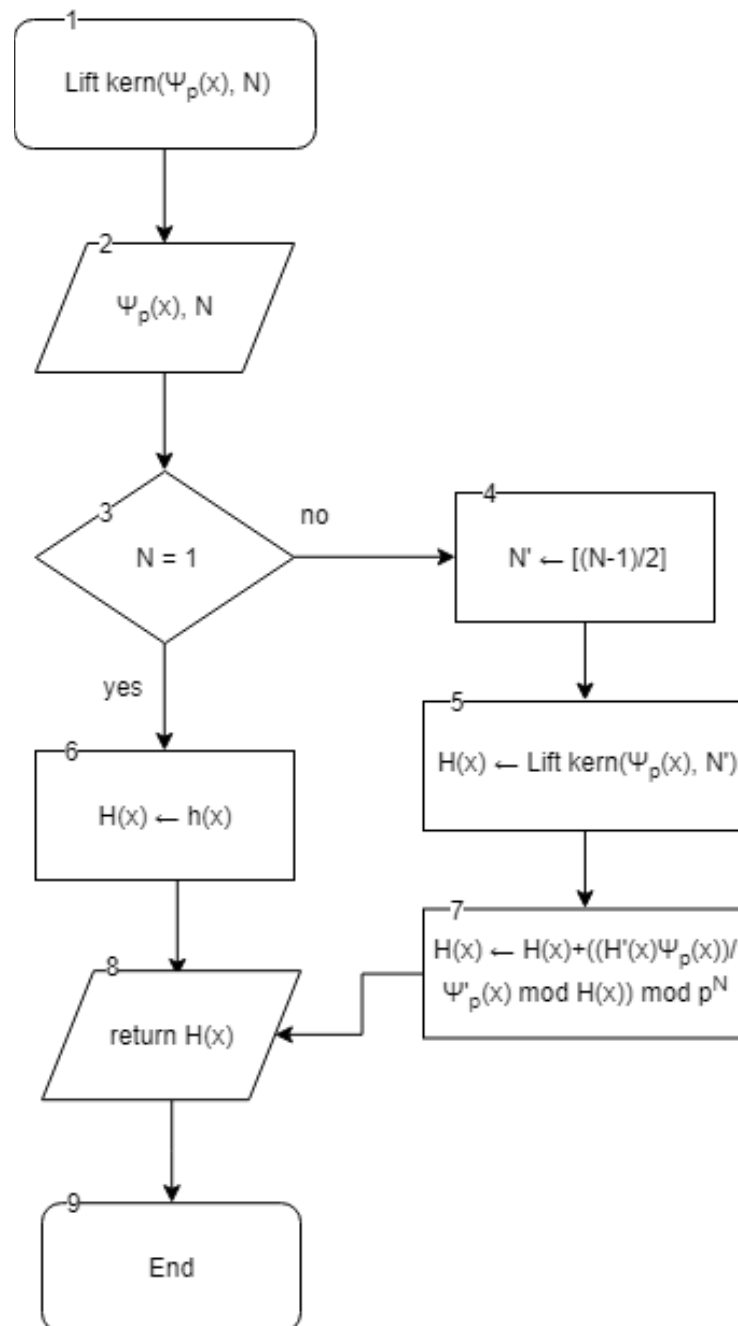 1
Lift kern(Ψₚ(x), N)
2
Ψₚ(x), N
3
N = 1
no
yes
4
N' ← [(N-1)/2]
5
H(x) ← Lift kern(Ψₚ(x), N')
6
H(x) ← h(x)
7
H(x) ← H(x)+((H'(x)Ψₚ(x))/
Ψ'ₚ(x) mod H(x)) mod pᴺ
8
return H(x)
9
End